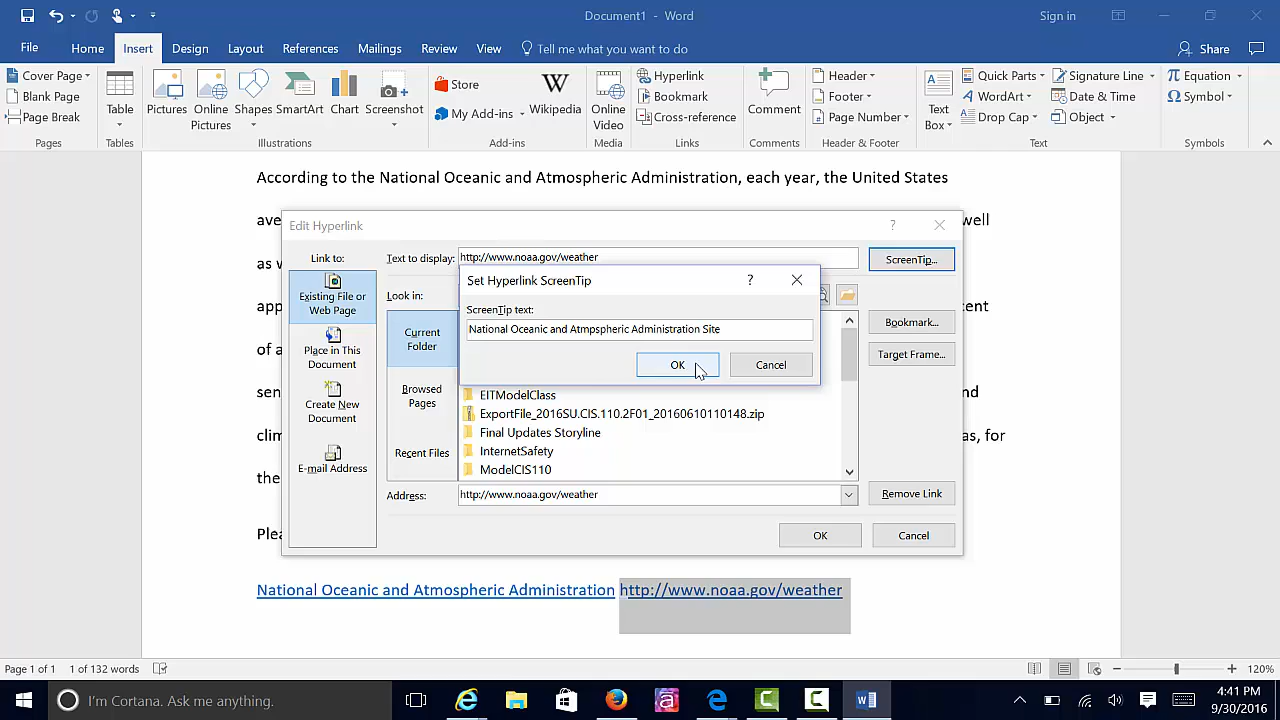 Document1 - Word
Sign in
File
Home
Insert
Design
Layout
References
Mailings
Review
View
Tell me what you want to do
Share
Cover Page
Blank Page
Page Break
Pages
Table
Tables
Pictures
Online
Pictures
Shapes
SmartArt
Chart
Screenshot
Illustrations
Store
My Add-ins
Wikipedia
Add-ins
Online
Video
Media
Hyperlink
Bookmark
Cross-reference
Links
Comment
Comments
Header
Footer
Page Number
Header & Footer
Text
Box
Quick Parts
WordArt
Drop Cap
Signature Line
Date & Time
Object
Text
Equation
Symbol
Symbols
According to the National Oceanic and Atmospheric Administration, each year, the United States
ave
ell
as w
app
ent
of a
sen
nd
clim
as, for
the
Plea
Edit Hyperlink
Link to:
Text to display:
http://www.noaa.gov/weather
ScreenTip...
Existing File or
Web Page
Place in This
Document
Create New
Document
E-mail Address
Look in:
Current
Folder
Browsed
Pages
Recent Files
Bookmark...
Target Frame...
Set Hyperlink ScreenTip
ScreenTip text:
National Oceanic and Atmpspheric Administration Site
OK
Cancel
EITModelClass
ExportFile_2016SU.CIS.110.2F01_20160610110148.zip
Final Updates Storyline
InternetSafety
ModelCIS110
Address:
http://www.noaa.gov/weather
Remove Link
OK
Cancel
National Oceanic and Atmospheric Administration http://www.noaa.gov/weather
Page 1 of 1
1 of 132 words
120%
I'm Cortana. Ask me anything.
4:41 PM
9/30/2016